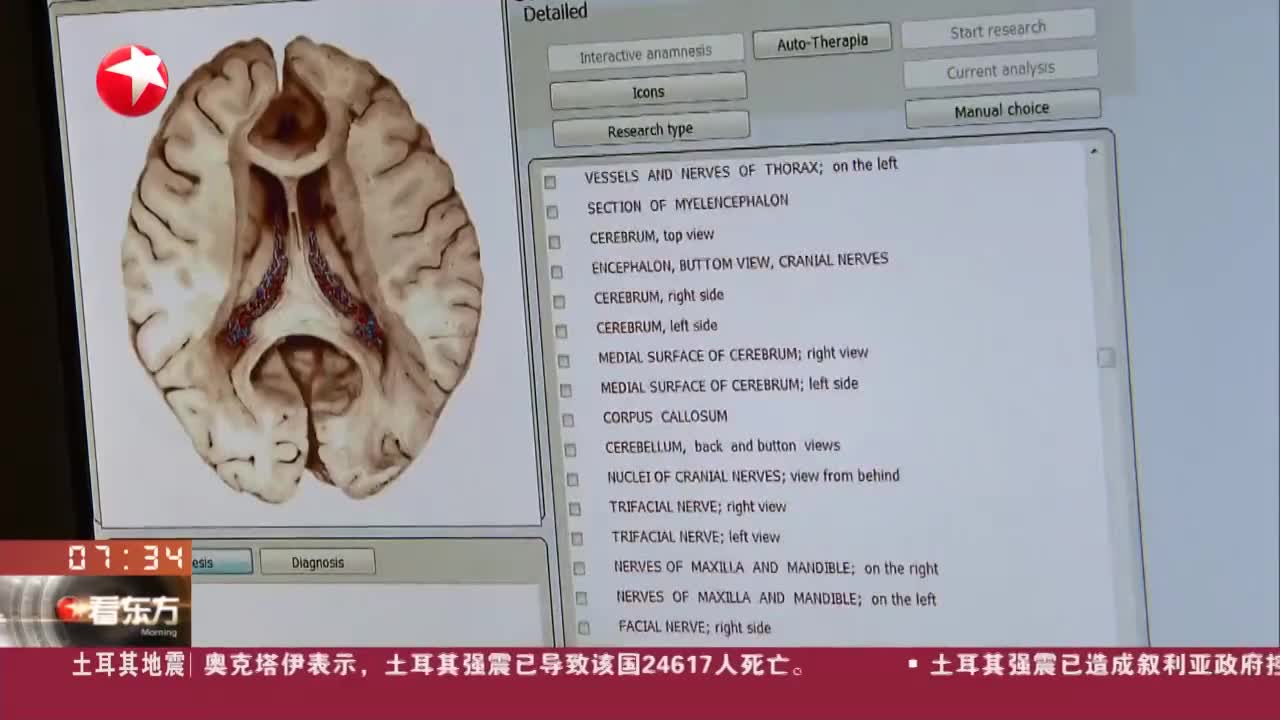 Detailed
Interactive anamnesis
Auto-Therapia
Start research
Icons
Current analysis
Research type
Manual choice
VESSELS AND NERVES OF THORAX; on the left
SECTION OF MYELENCEPHALON
CEREBRUM, top view
ENCEPHALON, BUTTOM VIEW, CRANIAL NERVES
CEREBRUM, right side
CEREBRUM, left side
MEDIAL SURFACE OF CEREBRUM; right view
MEDIAL SURFACE OF CEREBRUM; left side
CORPUS CALLOSUM
CEREBELLUM, back and button views
NUCLEI OF CRANIAL NERVES; view from behind
TRIFACIAL NERVE; right view
TRIFACIAL NERVE; left view
NERVES OF MAXILLA AND MANDIBLE; on the right
NERVES OF MAXILLA AND MANDIBLE; on the left
FACIAL NERVE; right side
esis
Diagnosis
07:34
看东方
Morning
土耳其地震 奥克塔伊表示，土耳其强震已导致该国24617人死亡。 ▪ 土耳其强震已造成叙利亚政府控